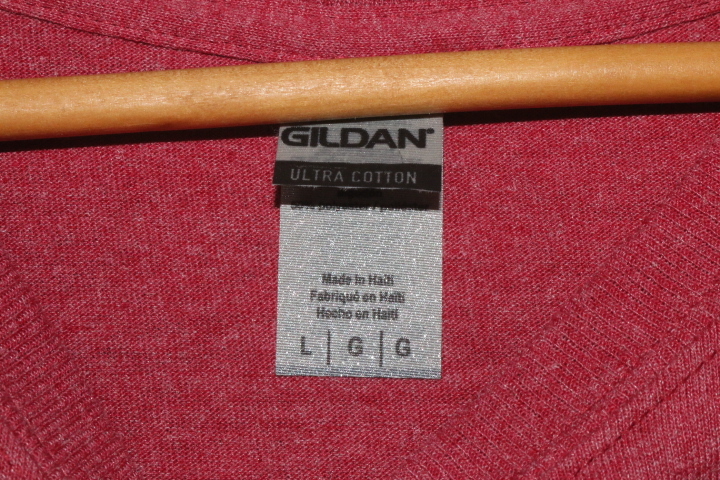 GILDAN®
ULTRA COTTON
Made in Haiti
Fabriqué en Haïti
Hecho en Haití
L | G | G